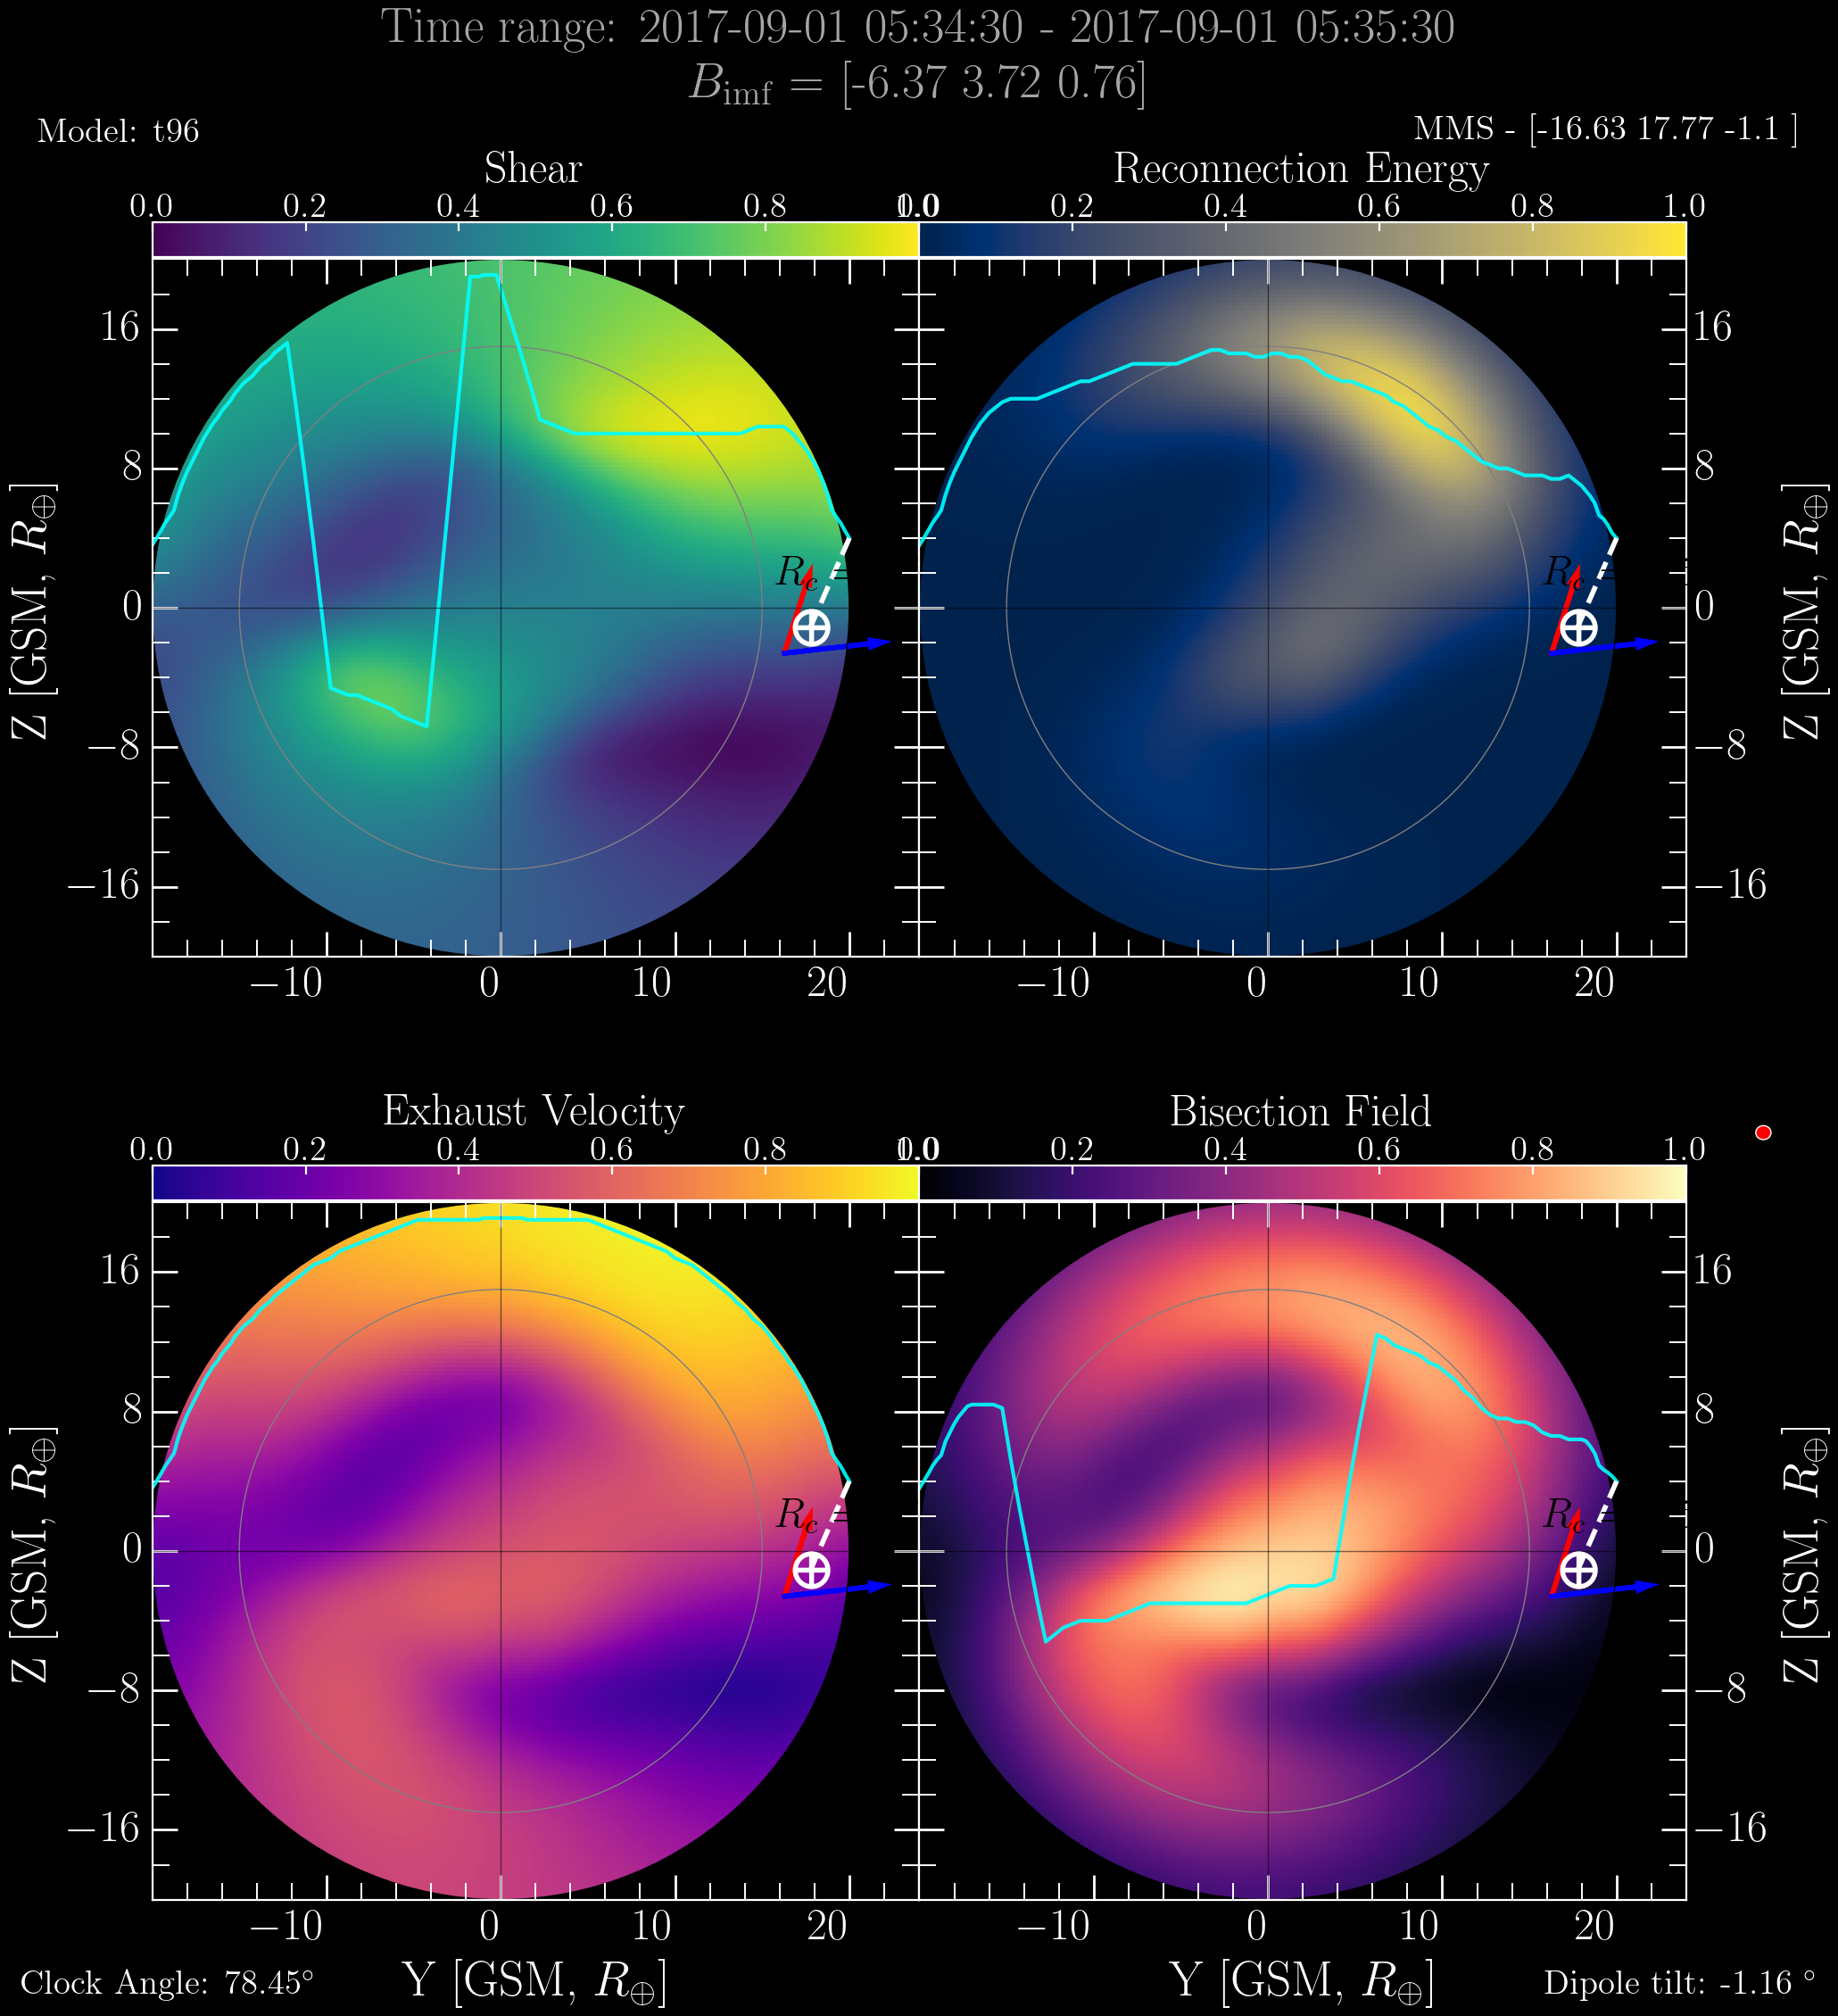 Time range: 2017-09-01 05:34:30 - 2017-09-01 05:35:30
B_imf = [-6.37 3.72 0.76]
Model: t96
MMS - [-16.63 17.77 -1.1 ]
Shear
Reconnection Energy
0.0 0.2 0.4 0.6 0.8 1.0
0.0 0.2 0.4 0.6 0.8 1.0
Z [GSM, R⊕]
16
8
0
−8
−16
R_c =
R_c =
16
8
0
−8
−16
Z [GSM, R⊕]
−10 0 10 20
−10 0 10 20
Exhaust Velocity
Bisection Field
0.0 0.2 0.4 0.6 0.8 1.0
0.0 0.2 0.4 0.6 0.8 1.0
Z [GSM, R⊕]
16
8
0
−8
−16
R_c =
R_c =
16
8
0
−8
−16
Z [GSM, R⊕]
−10 0 10 20
−10 0 10 20
Clock Angle: 78.45°
Y [GSM, R⊕]
Y [GSM, R⊕]
Dipole tilt: -1.16 °